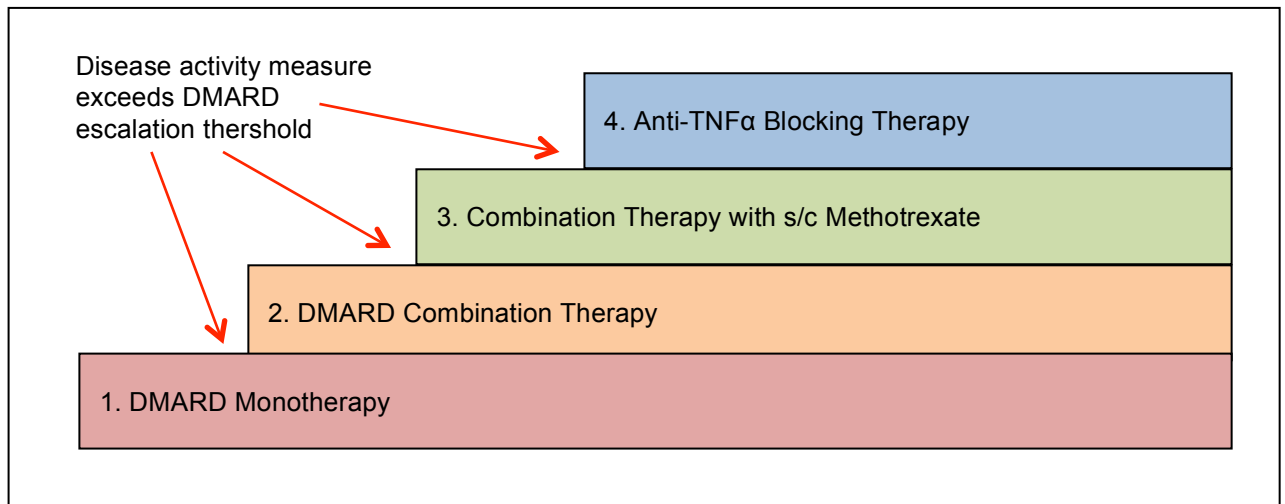 Disease activity measure
exceeds DMARD
escalation thershold
4. Anti-TNFα Blocking Therapy
3. Combination Therapy with s/c Methotrexate
2. DMARD Combination Therapy
1. DMARD Monotherapy